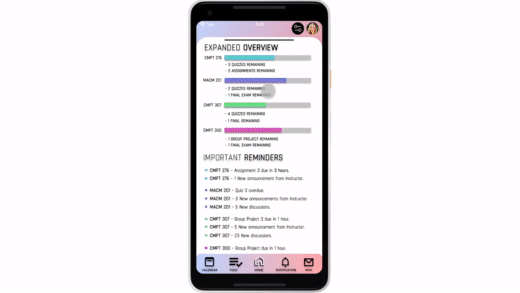 EXPANDED OVERVIEW
CMPT 275
- 3 QUIZZES REMAINING
- 2 ASSIGNMENTS REMAINING
MACM 201
- 2 QUIZZES REMAINING
- 1 FINAL EXAM REMAINING
CMPT 307
- 4 QUIZZES REMAINING
- 1 FINAL REMAINING
CMPT 300
- 1 GROUP PROJECT REMAINING
- 1 FINAL EXAM REMAINING
IMPORTANT REMINDERS
CMPT 276 - Assignment 3 due in 3 hours.
CMPT 276 - 1 New announcement from Instructor.
MACM 201 - Quiz 3 overdue.
MACM 201 - 3 New announcements from Instructor.
MACM 201 - 5 New discussions.
CMPT 307 - Group Project 3 due in 1 hour.
CMPT 307 - 5 New announcement from Instructor.
CMPT 307 - 23 New discussions.
CMPT 300 - Group Project due in 1 hour.
CALENDAR TODO HOME NOTIFICATION MAIL